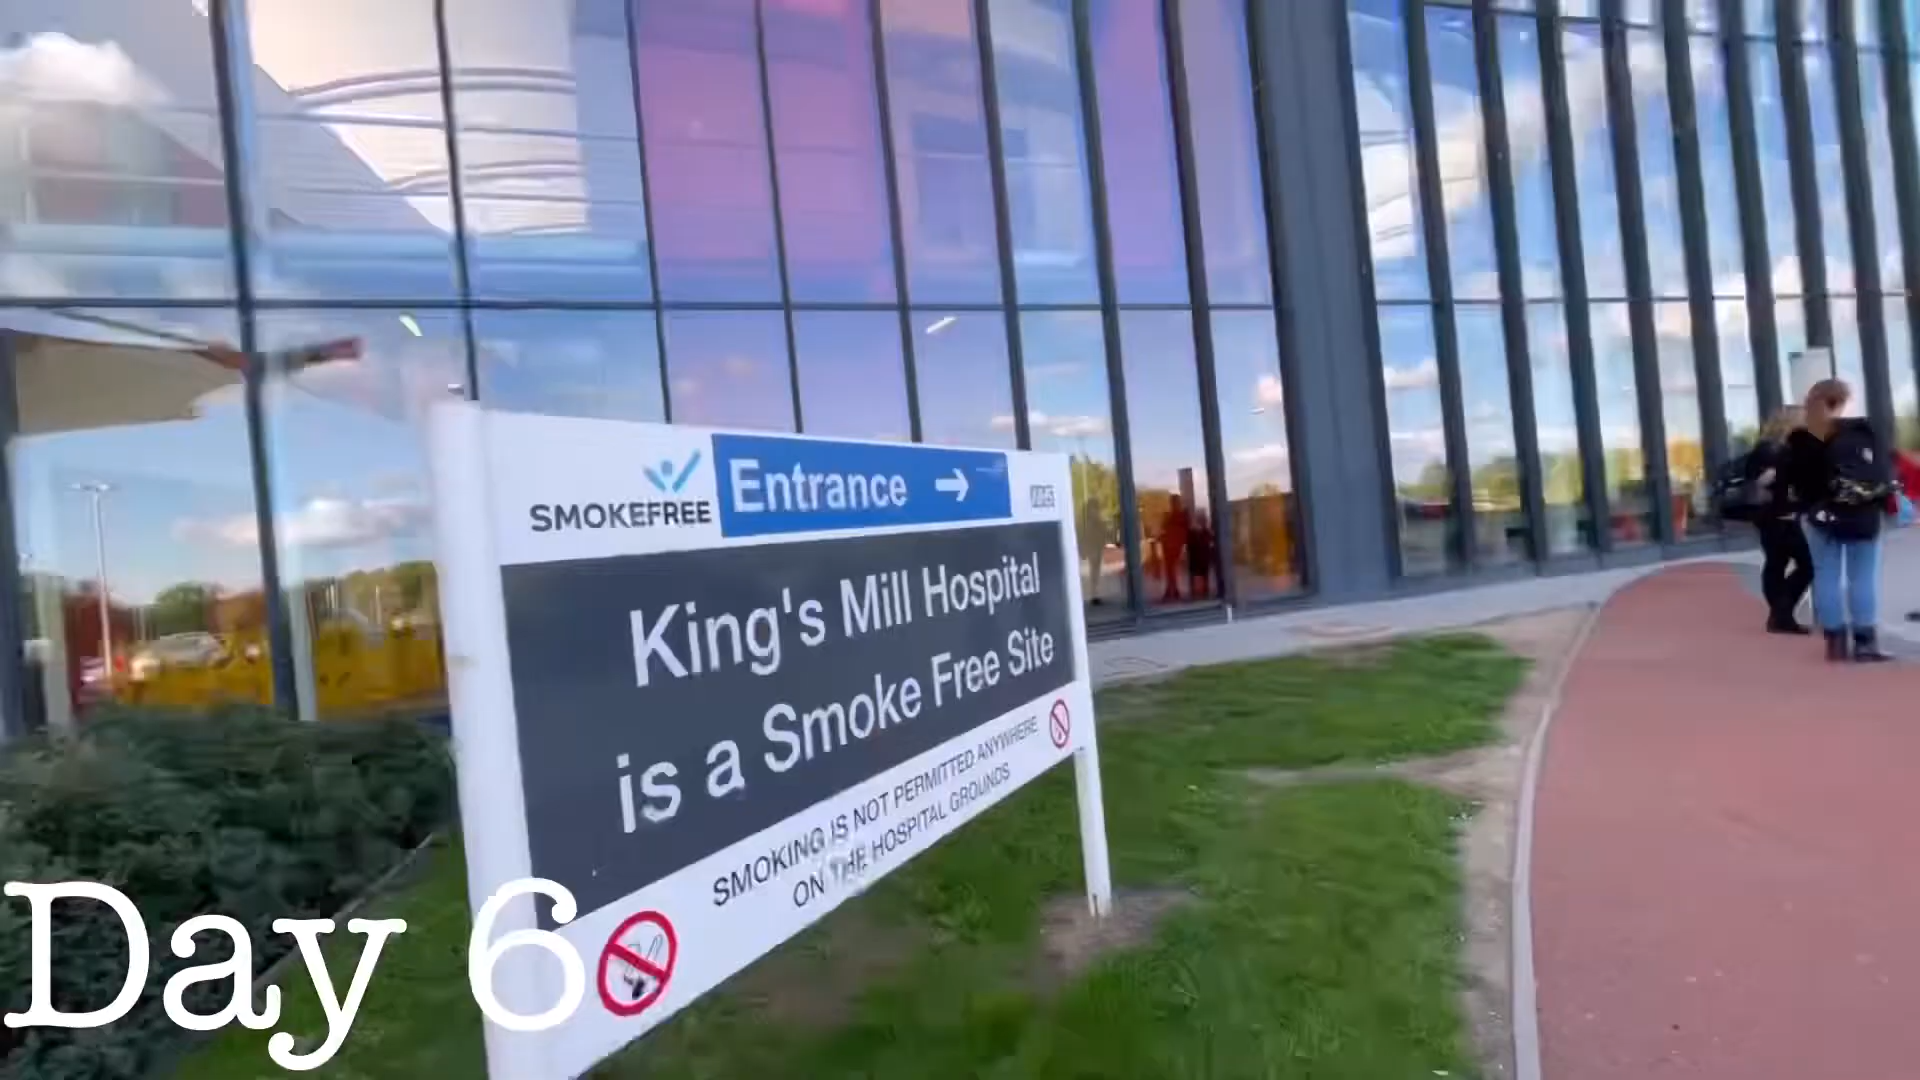 SMOKEFREE
Entrance →
NHS
King's Mill Hospital
is a Smoke Free Site
SMOKING IS NOT PERMITTED ANYWHERE
ON THE HOSPITAL GROUNDS
Day 6